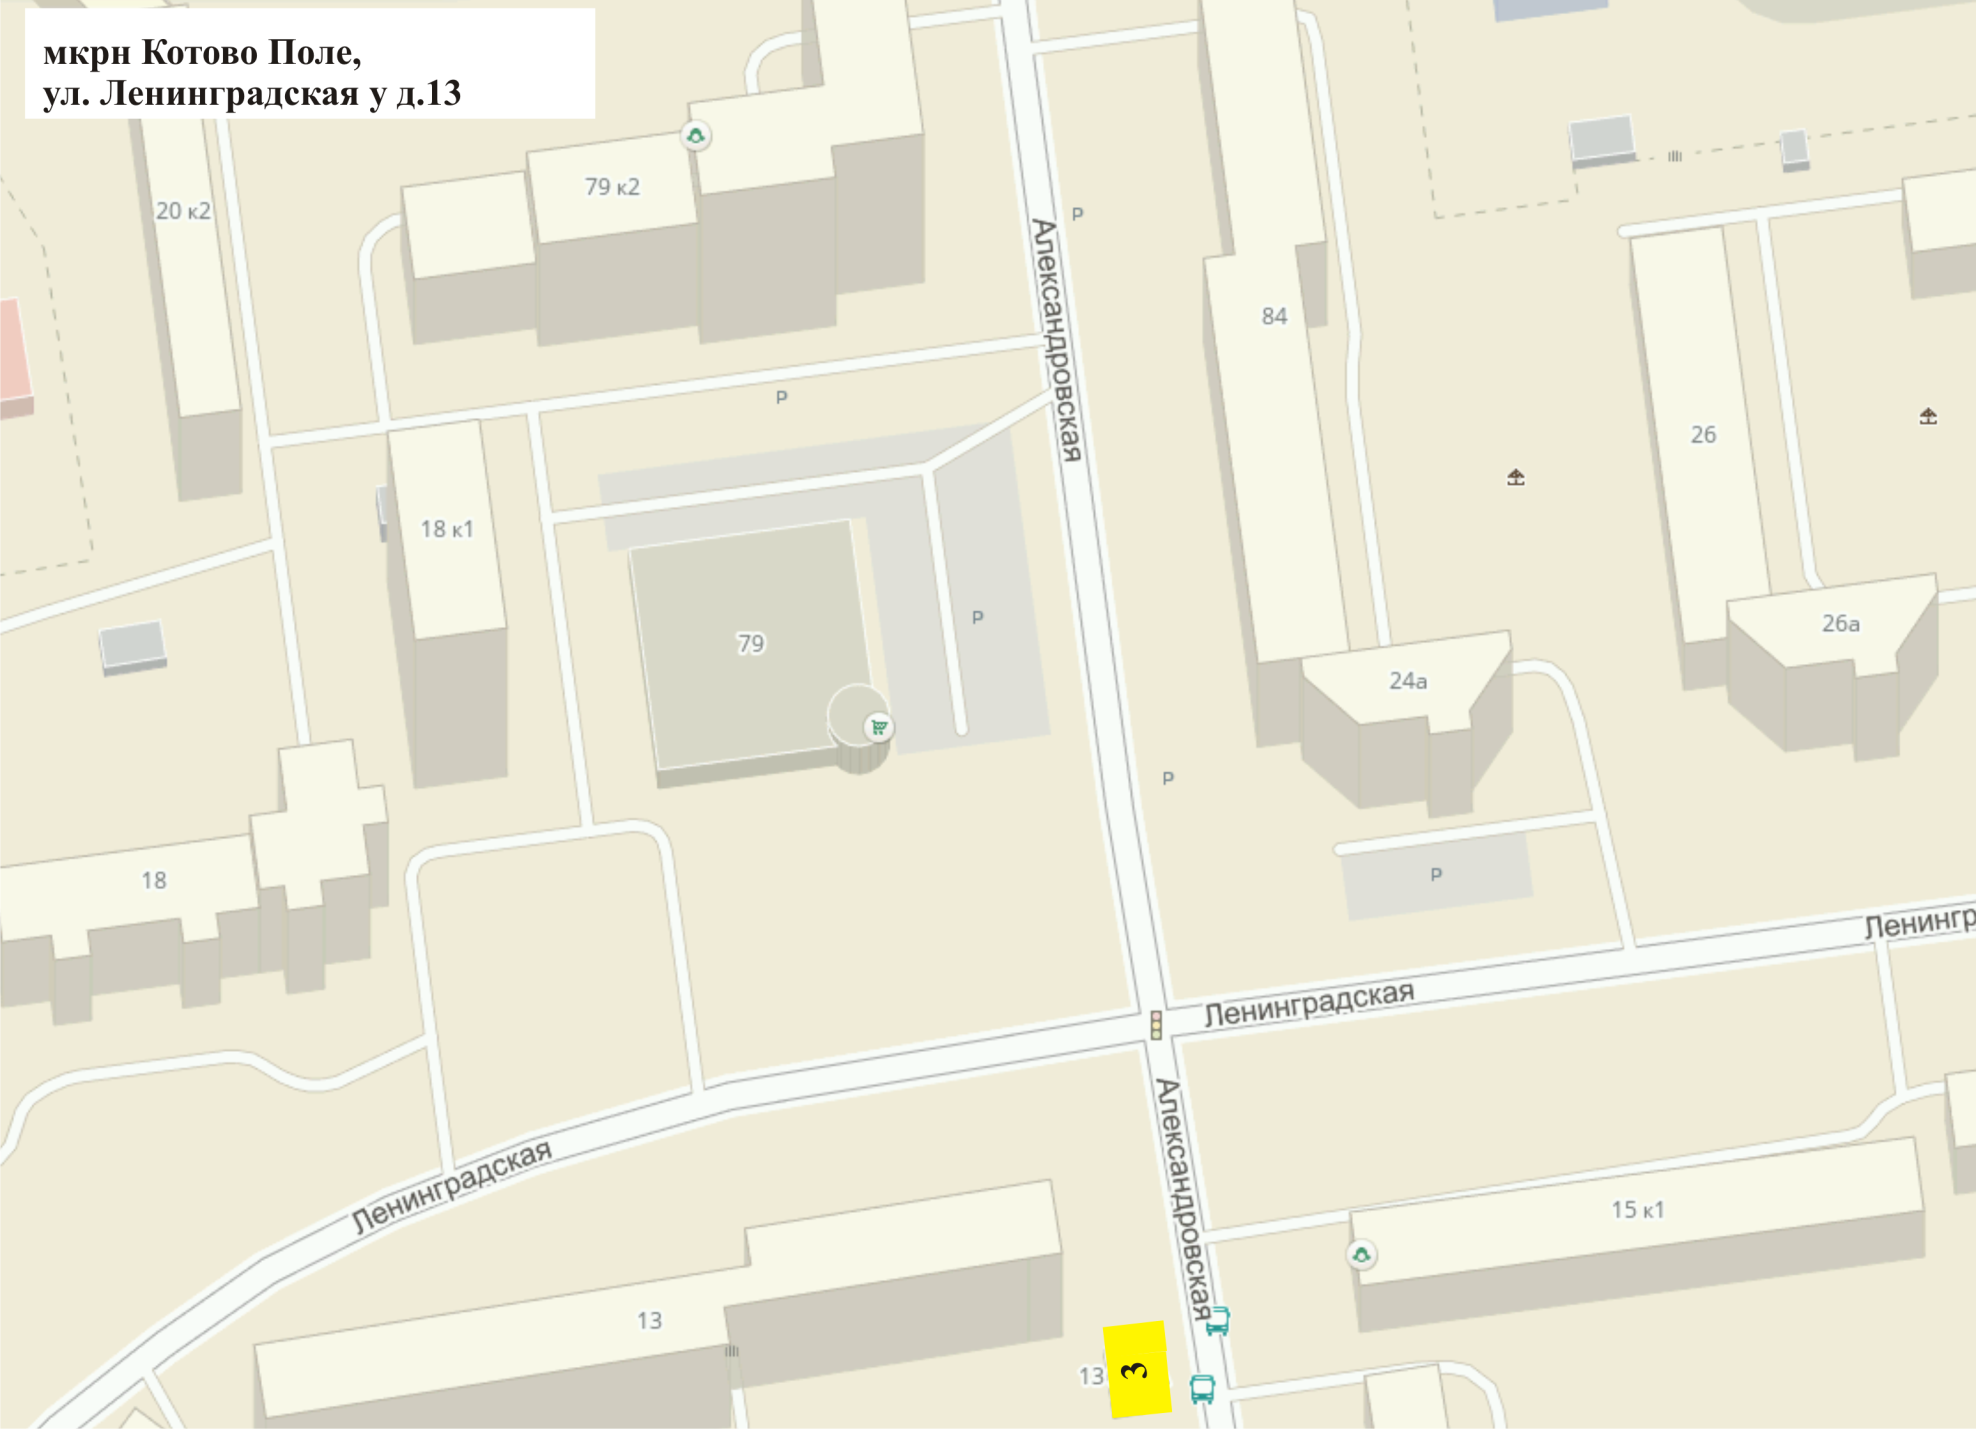 мкрн Котово Поле,
ул. Ленинградская у д.13
79 к2
20 к2
P
Александровская
84
P
26
18 к1
P
79
26а
24а
P
P
18
Ленингр
Ленинградская
Ленинградская
Александровская
15 к1
13
13
3